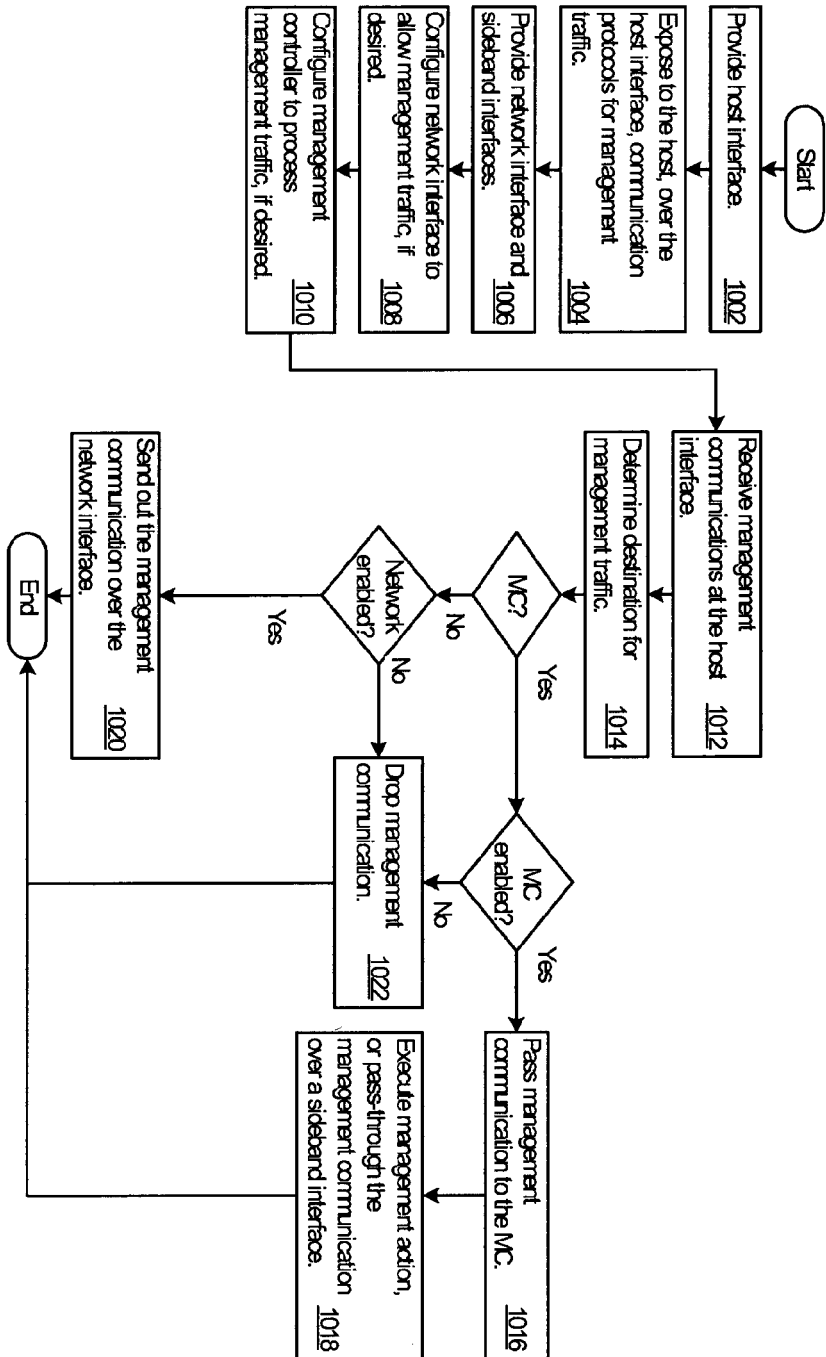 Start
Provide host interface.
1002
Expose to the host, over the
host interface, communication
protocols for management
traffic.
1004
Provide network interface and
sideband interfaces.
1006
Configure network interface to
allow management traffic, if
desired.
1008
Configure management
controller to process
management traffic, if desired.
1010
Receive management
communications at the host
interface.
1012
Determine destination for
management traffic.
1014
MC?
Yes
No
Network
enabled?
No
Yes
Send out the management
communication over the
network interface.
1020
End
MC
enabled?
Yes
No
Drop management
communication.
1022
Pass management
communication to the MC.
1016
Execute management action,
or pass-through the
management communication
over a sideband interface.
1018